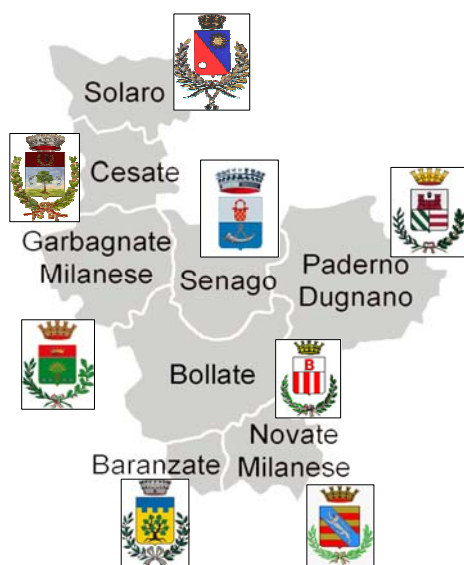 Solaro
Cesate
Garbagnate
Milanese
Senago
Paderno
Dugnano
Bollate
B
Baranzate
Novate
Milanese